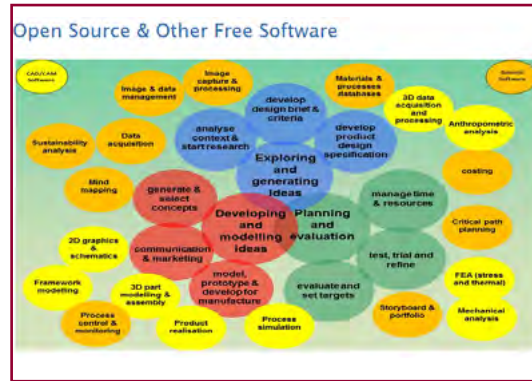 Open Source & Other Free Software
CAD/CAM
Software
General
Software
Image & data
management
Image
capture &
processing
develop
design brief &
criteria
Materials &
processes
databases
3D data
acquisition
and
processing
Anthropometric
analysis
Sustainability
analysis
Data
acquisition
analyse
context &
start research
develop
product
design
specification
Exploring
and
generating
Ideas
costing
Mind
mapping
generate &
select
concepts
manage time
& resources
Developing
and
modelling
ideas
Planning
and
evaluation
Critical path
planning
2D graphics
& schematics
communication
& marketing
test, trial and
refine
Framework
modelling
3D part
modelling &
assembly
model,
prototype &
develop for
manufacture
evaluate and
set targets
FEA (stress
and thermal)
Process
control &
monitoring
Product
realisation
Process
simulation
Storyboard &
portfolio
Mechanical
analysis